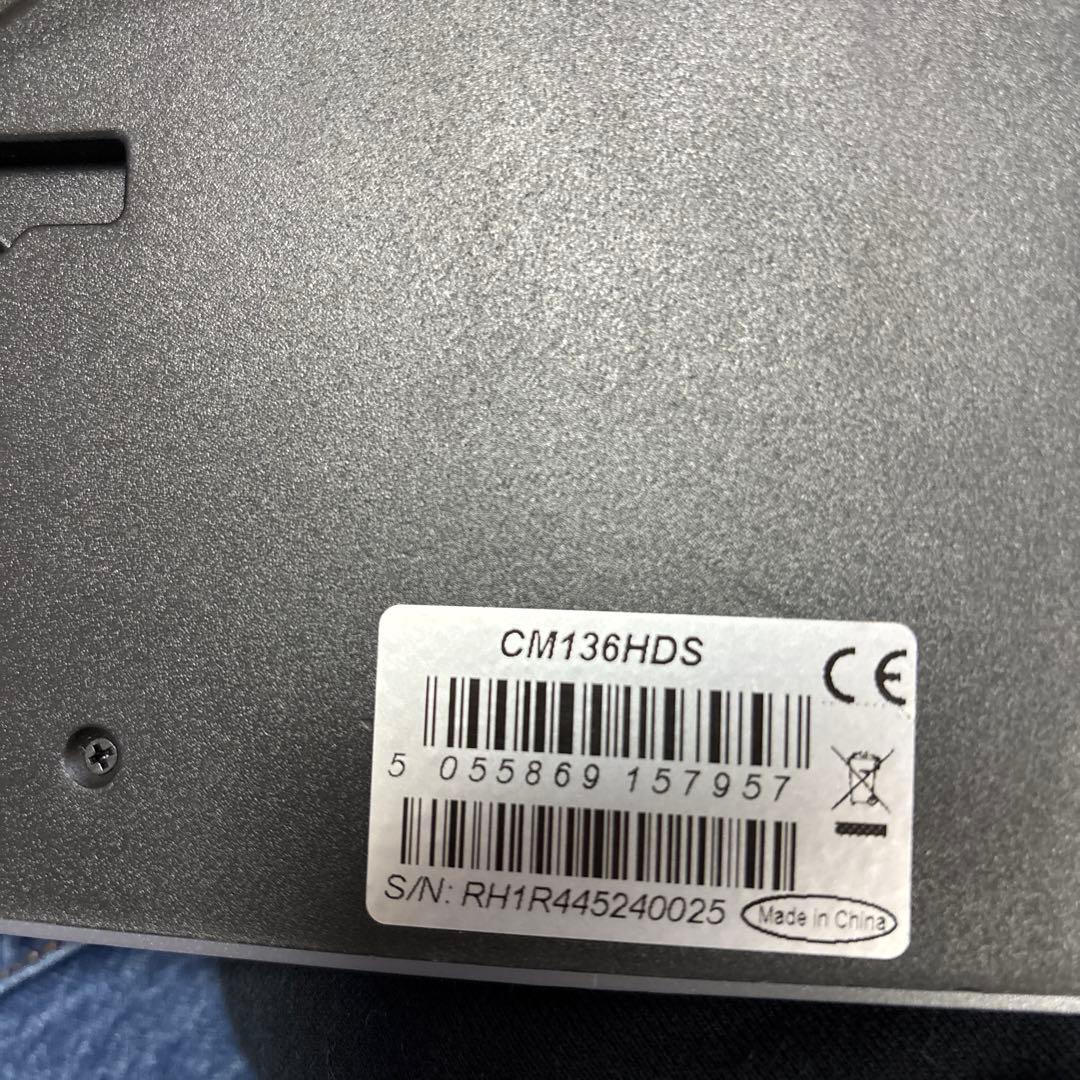 CM136HDS
CE
5 055869 157957
S/N: RH1R445240025
Made in China